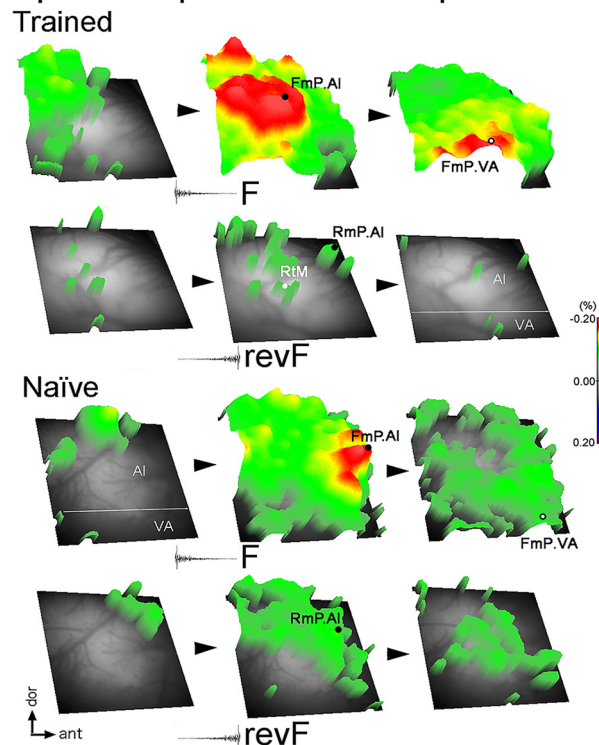 Trained
FmP.AI
FmP.VA
F
RmP.AI
RtM
AI
VA
revF
(%)
-0.20
0.00
0.20
Naïve
AI
VA
FmP.AI
FmP.VA
F
RmP.AI
dor
ant
revF